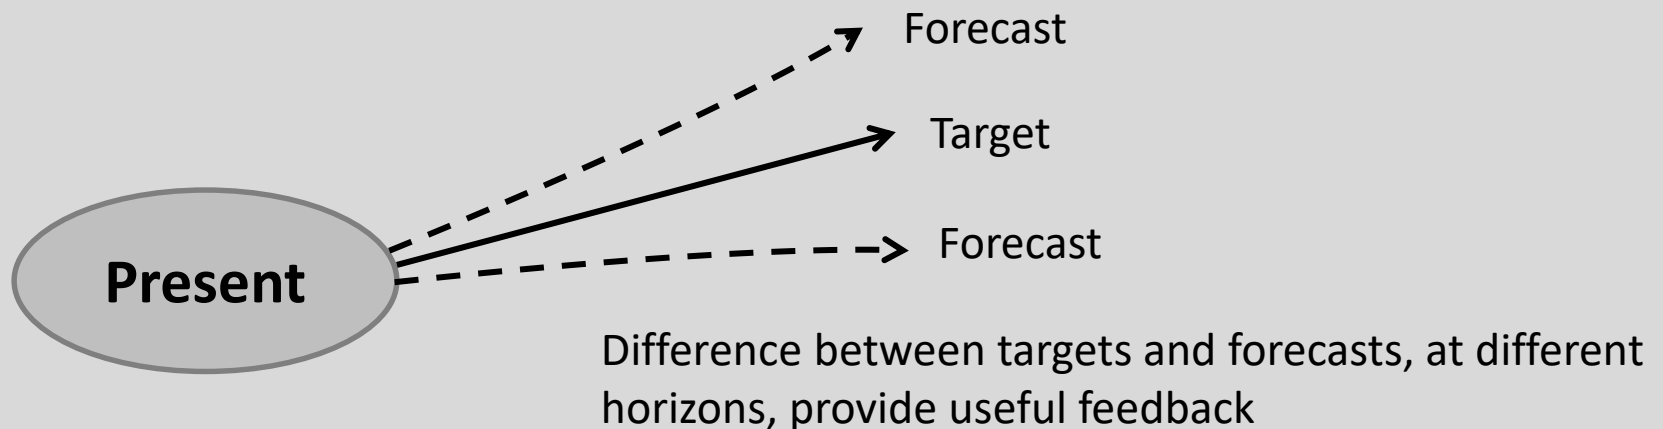 Forecast
Target
Forecast
Present
Difference between targets and forecasts, at different
horizons, provide useful feedback